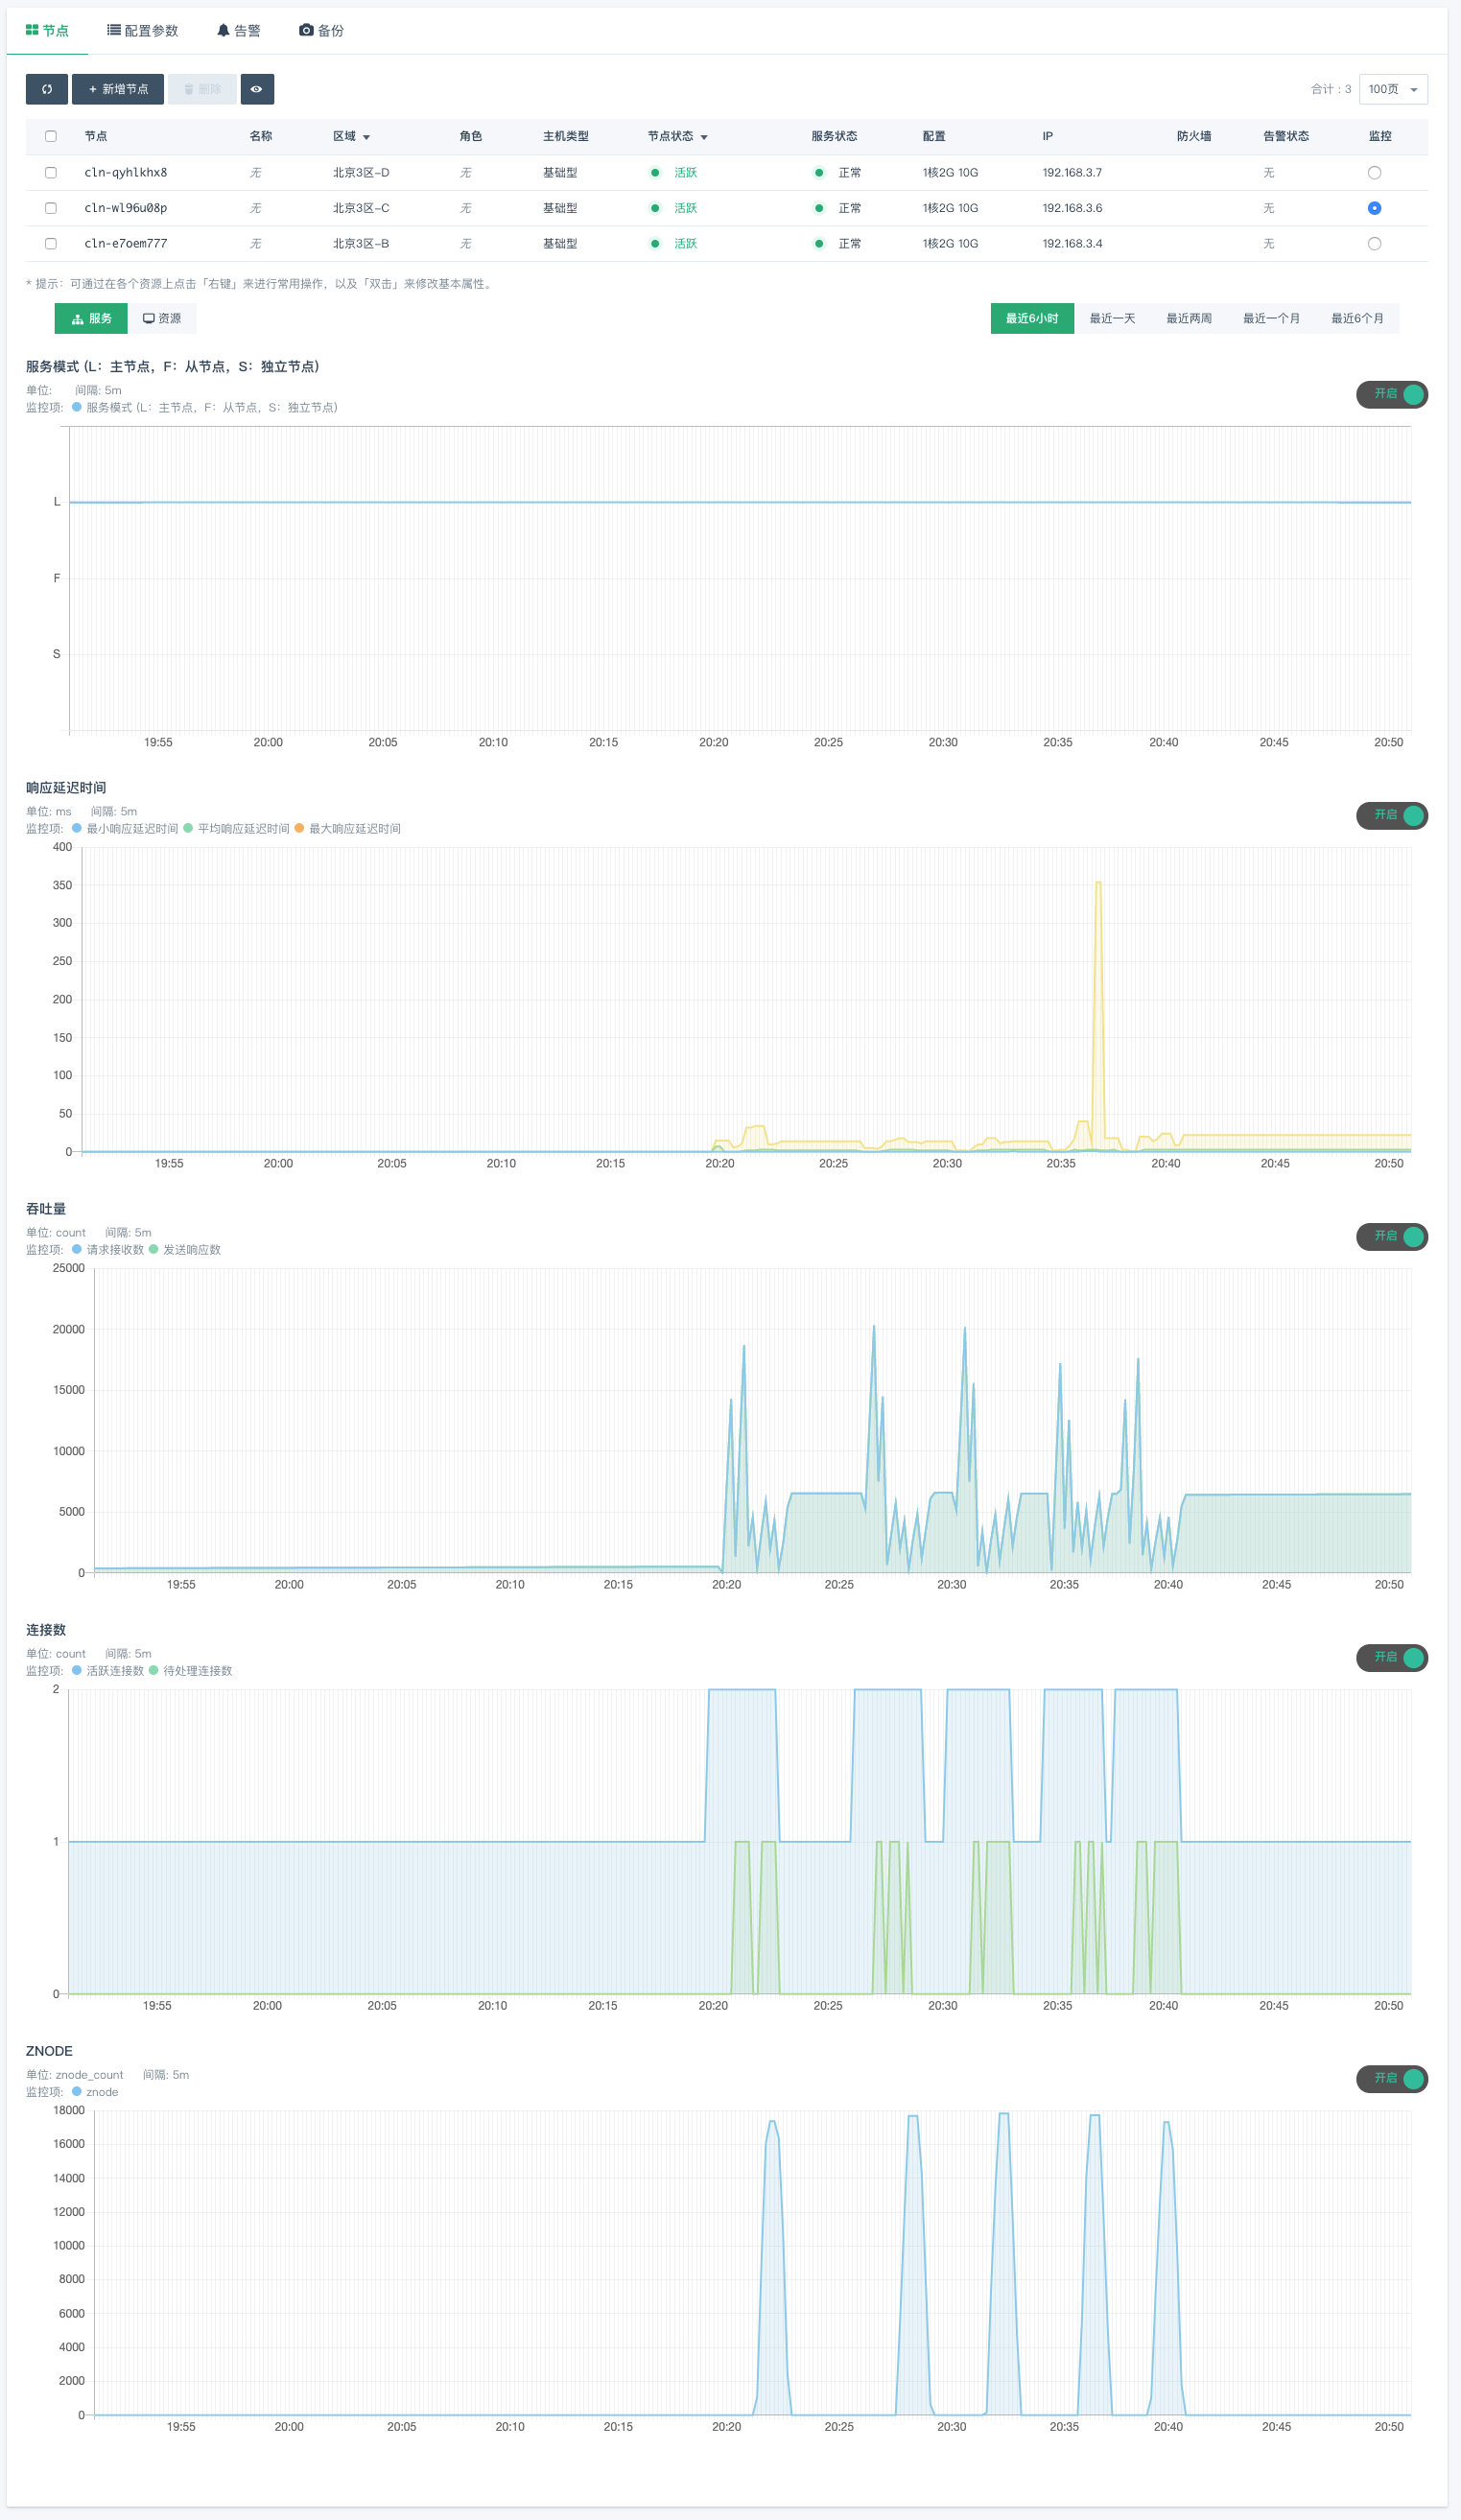 节点 配置参数 告警 备份
+ 新增节点 删除 合计：3 100页
节点 名称 区域 角色 主机类型 节点状态 服务状态 配置 IP 防火墙 告警状态 监控
cln-qyhlkhx8 无 北京3区-D 无 基础型 活跃 正常 1核2G 10G 192.168.3.7 无
cln-wl96u08p 无 北京3区-C 无 基础型 活跃 正常 1核2G 10G 192.168.3.6 无
cln-e7oem777 无 北京3区-B 无 基础型 活跃 正常 1核2G 10G 192.168.3.4 无
* 提示：可通过在各个资源上点击「右键」来进行常用操作，以及「双击」来修改基本属性。
服务 资源 最近6小时 最近一天 最近两周 最近一个月 最近6个月
服务模式 (L：主节点，F：从节点，S：独立节点)
单位: 间隔: 5m
监控项: 服务模式 (L：主节点，F：从节点，S：独立节点)
开启
L
F
S
19:55 20:00 20:05 20:10 20:15 20:20 20:25 20:30 20:35 20:40 20:45 20:50
响应延迟时间
单位: ms 间隔: 5m
监控项: 最小响应延迟时间 平均响应延迟时间 最大响应延迟时间
开启
400
350
300
250
200
150
100
50
0
19:55 20:00 20:05 20:10 20:15 20:20 20:25 20:30 20:35 20:40 20:45 20:50
吞吐量
单位: count 间隔: 5m
监控项: 请求接收数 发送响应数
开启
25000
20000
15000
10000
5000
0
19:55 20:00 20:05 20:10 20:15 20:20 20:25 20:30 20:35 20:40 20:45 20:50
连接数
单位: count 间隔: 5m
监控项: 活跃连接数 待处理连接数
开启
2
1
0
19:55 20:00 20:05 20:10 20:15 20:20 20:25 20:30 20:35 20:40 20:45 20:50
ZNODE
单位: znode_count 间隔: 5m
监控项: znode
开启
18000
16000
14000
12000
10000
8000
6000
4000
2000
0
19:55 20:00 20:05 20:10 20:15 20:20 20:25 20:30 20:35 20:40 20:45 20:50